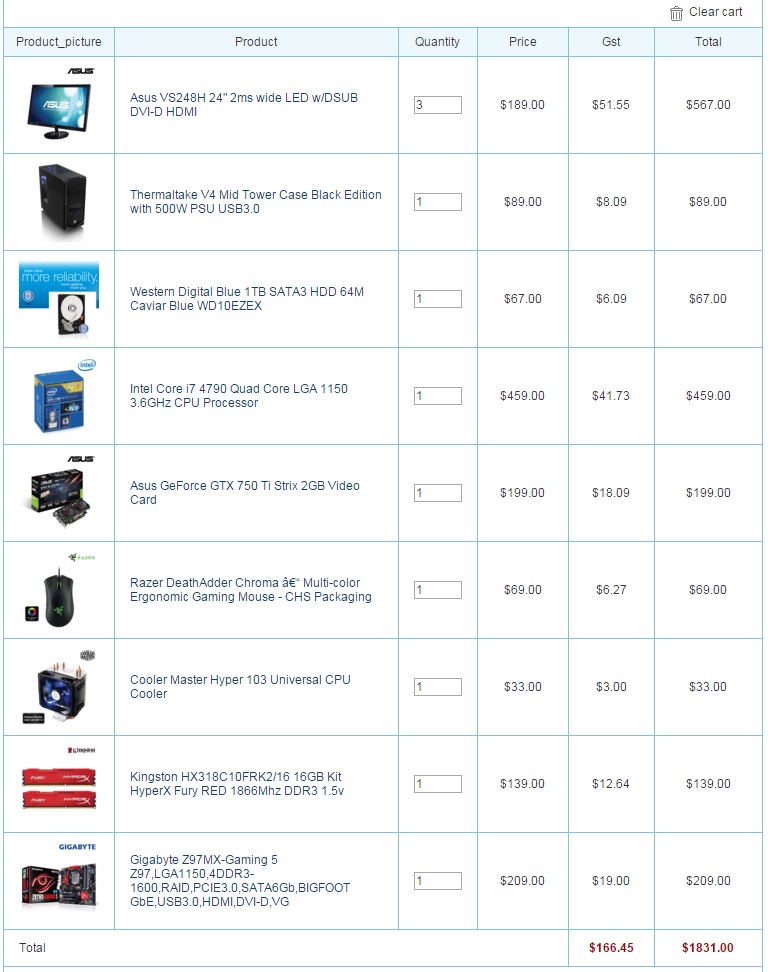 Clear cart
Product_picture Product Quantity Price Gst Total
ASUS
ASUS
Asus VS248H 24" 2ms wide LED w/DSUB
DVI-D HDMI
3 $189.00 $51.55 $567.00
Thermaltake V4 Mid Tower Case Black Edition
with 500W PSU USB3.0
1 $89.00 $8.09 $89.00
more reliability.
Western Digital Blue 1TB SATA3 HDD 64M
Caviar Blue WD10EZEX
1 $67.00 $6.09 $67.00
intel
Intel Core i7 4790 Quad Core LGA 1150
3.6GHz CPU Processor
1 $459.00 $41.73 $459.00
ASUS
Asus GeForce GTX 750 Ti Strix 2GB Video
Card
1 $199.00 $18.09 $199.00
RAZER
Razer DeathAdder Chroma â€“ Multi-color
Ergonomic Gaming Mouse - CHS Packaging
1 $69.00 $6.27 $69.00
Cooler Master Hyper 103 Universal CPU
Cooler
1 $33.00 $3.00 $33.00
Kingston
FURY HYPERX
FURY HYPERX
Kingston HX318C10FRK2/16 16GB Kit
HyperX Fury RED 1866Mhz DDR3 1.5v
1 $139.00 $12.64 $139.00
GIGABYTE
Gigabyte Z97MX-Gaming 5
Z97,LGA1150,4DDR3-
1600,RAID,PCIE3.0,SATA6Gb,BIGFOOT
GbE,USB3.0,HDMI,DVI-D,VG
1 $209.00 $19.00 $209.00
Total $166.45 $1831.00